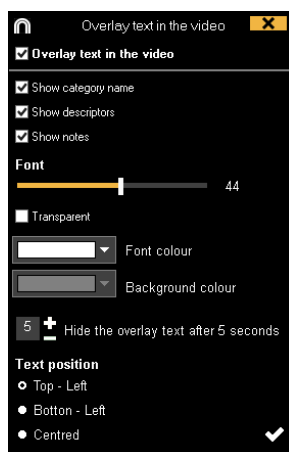 Overlay text in the video
Overlay text in the video
Show category name
Show descriptors
Show notes
Font
44
Transparent
Font colour
Background colour
5 Hide the overlay text after 5 seconds
Text position
Top - Left
Botton - Left
Centred